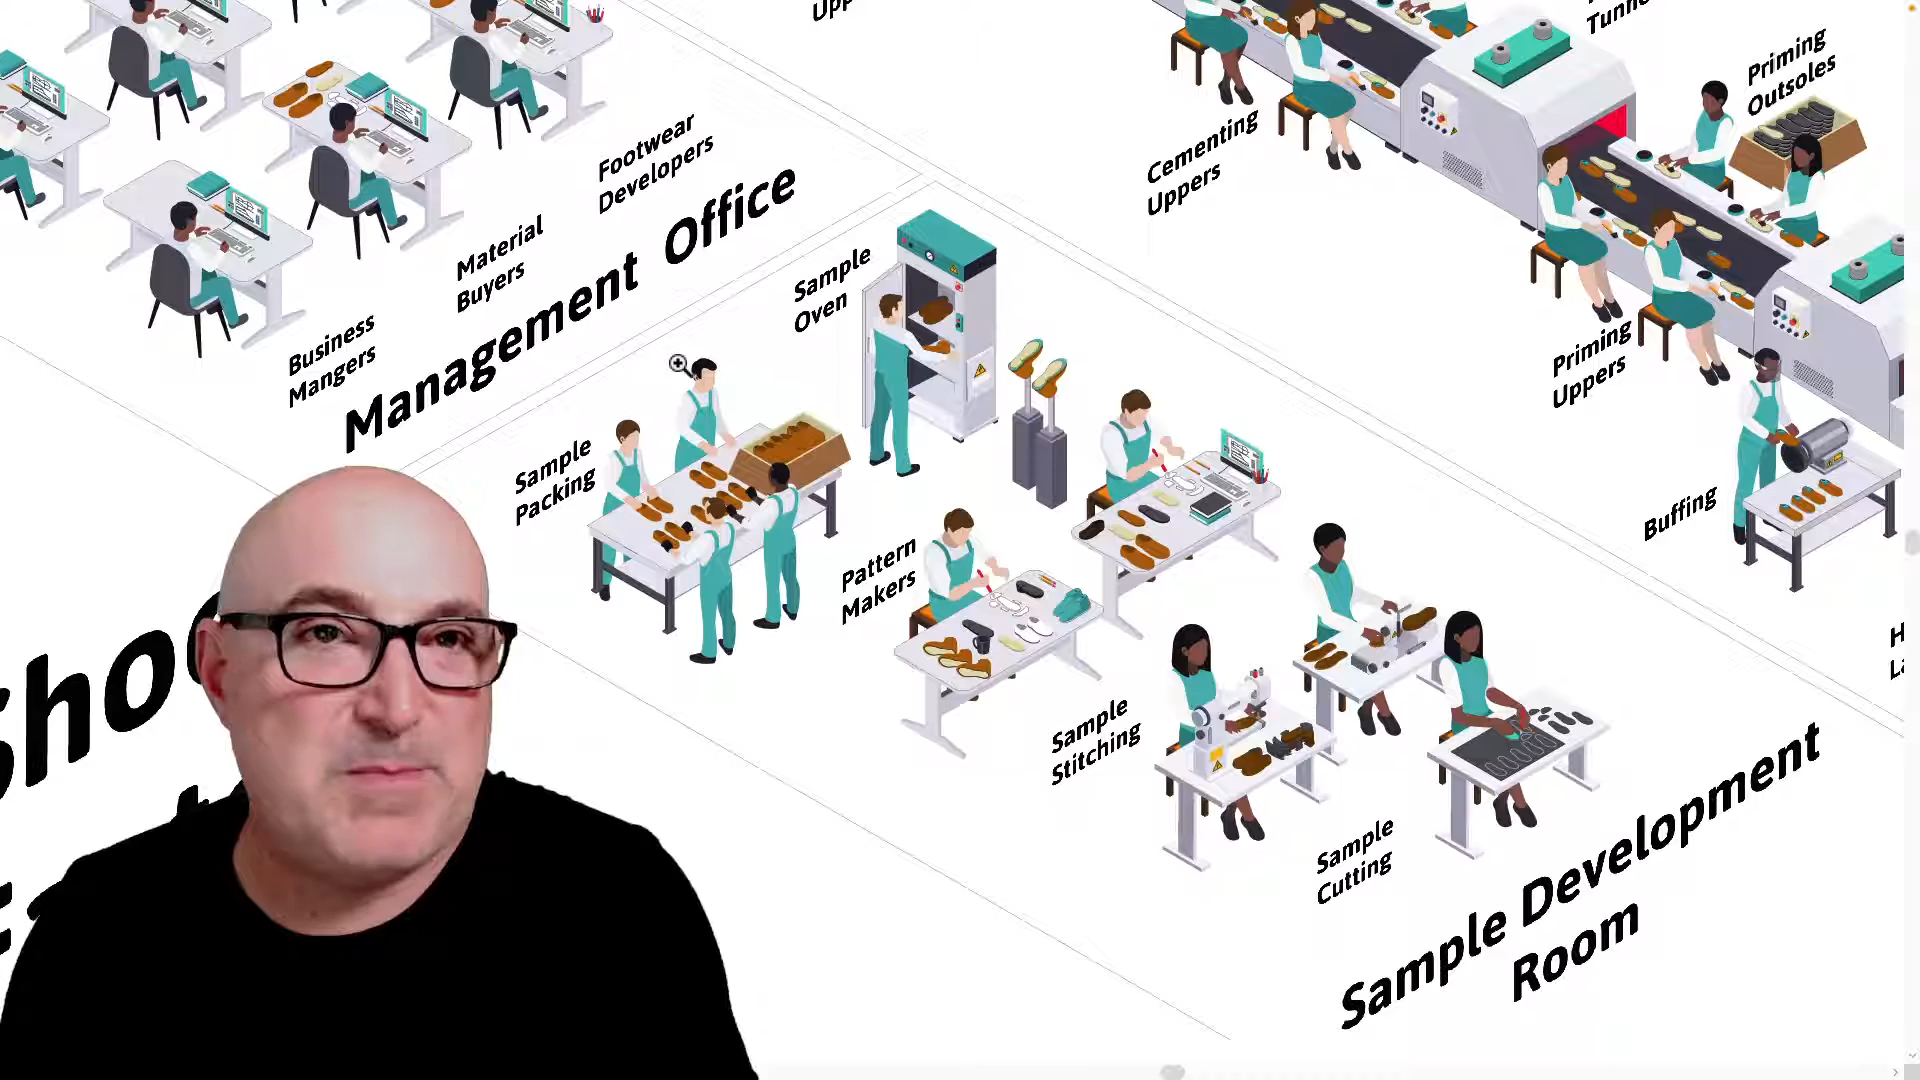 Priming
Outsoles
Footwear
Developers
Cementing
Uppers
Material
Buyers
Management Office
Sample
Oven
Business
Mangers
Priming
Uppers
Sample
Packing
Buffing
Pattern
Makers
Sample
Stitching
Sample
Cutting
Sample Development
Room